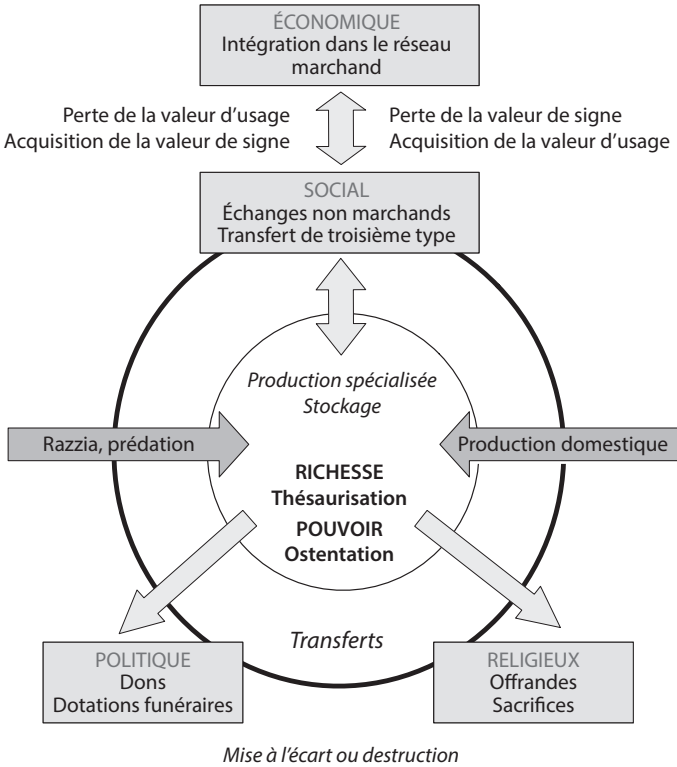 ÉCONOMIQUE
Intégration dans le réseau
marchand
Perte de la valeur d'usage
Acquisition de la valeur de signe
Perte de la valeur de signe
Acquisition de la valeur d'usage
SOCIAL
Échanges non marchands
Transfert de troisième type
Production spécialisée
Stockage
Razzia, prédation
Production domestique
RICHESSE
Thésaurisation
POUVOIR
Ostentation
Transferts
POLITIQUE
Dons
Dotations funéraires
RELIGIEUX
Offrandes
Sacrifices
Mise à l'écart ou destruction